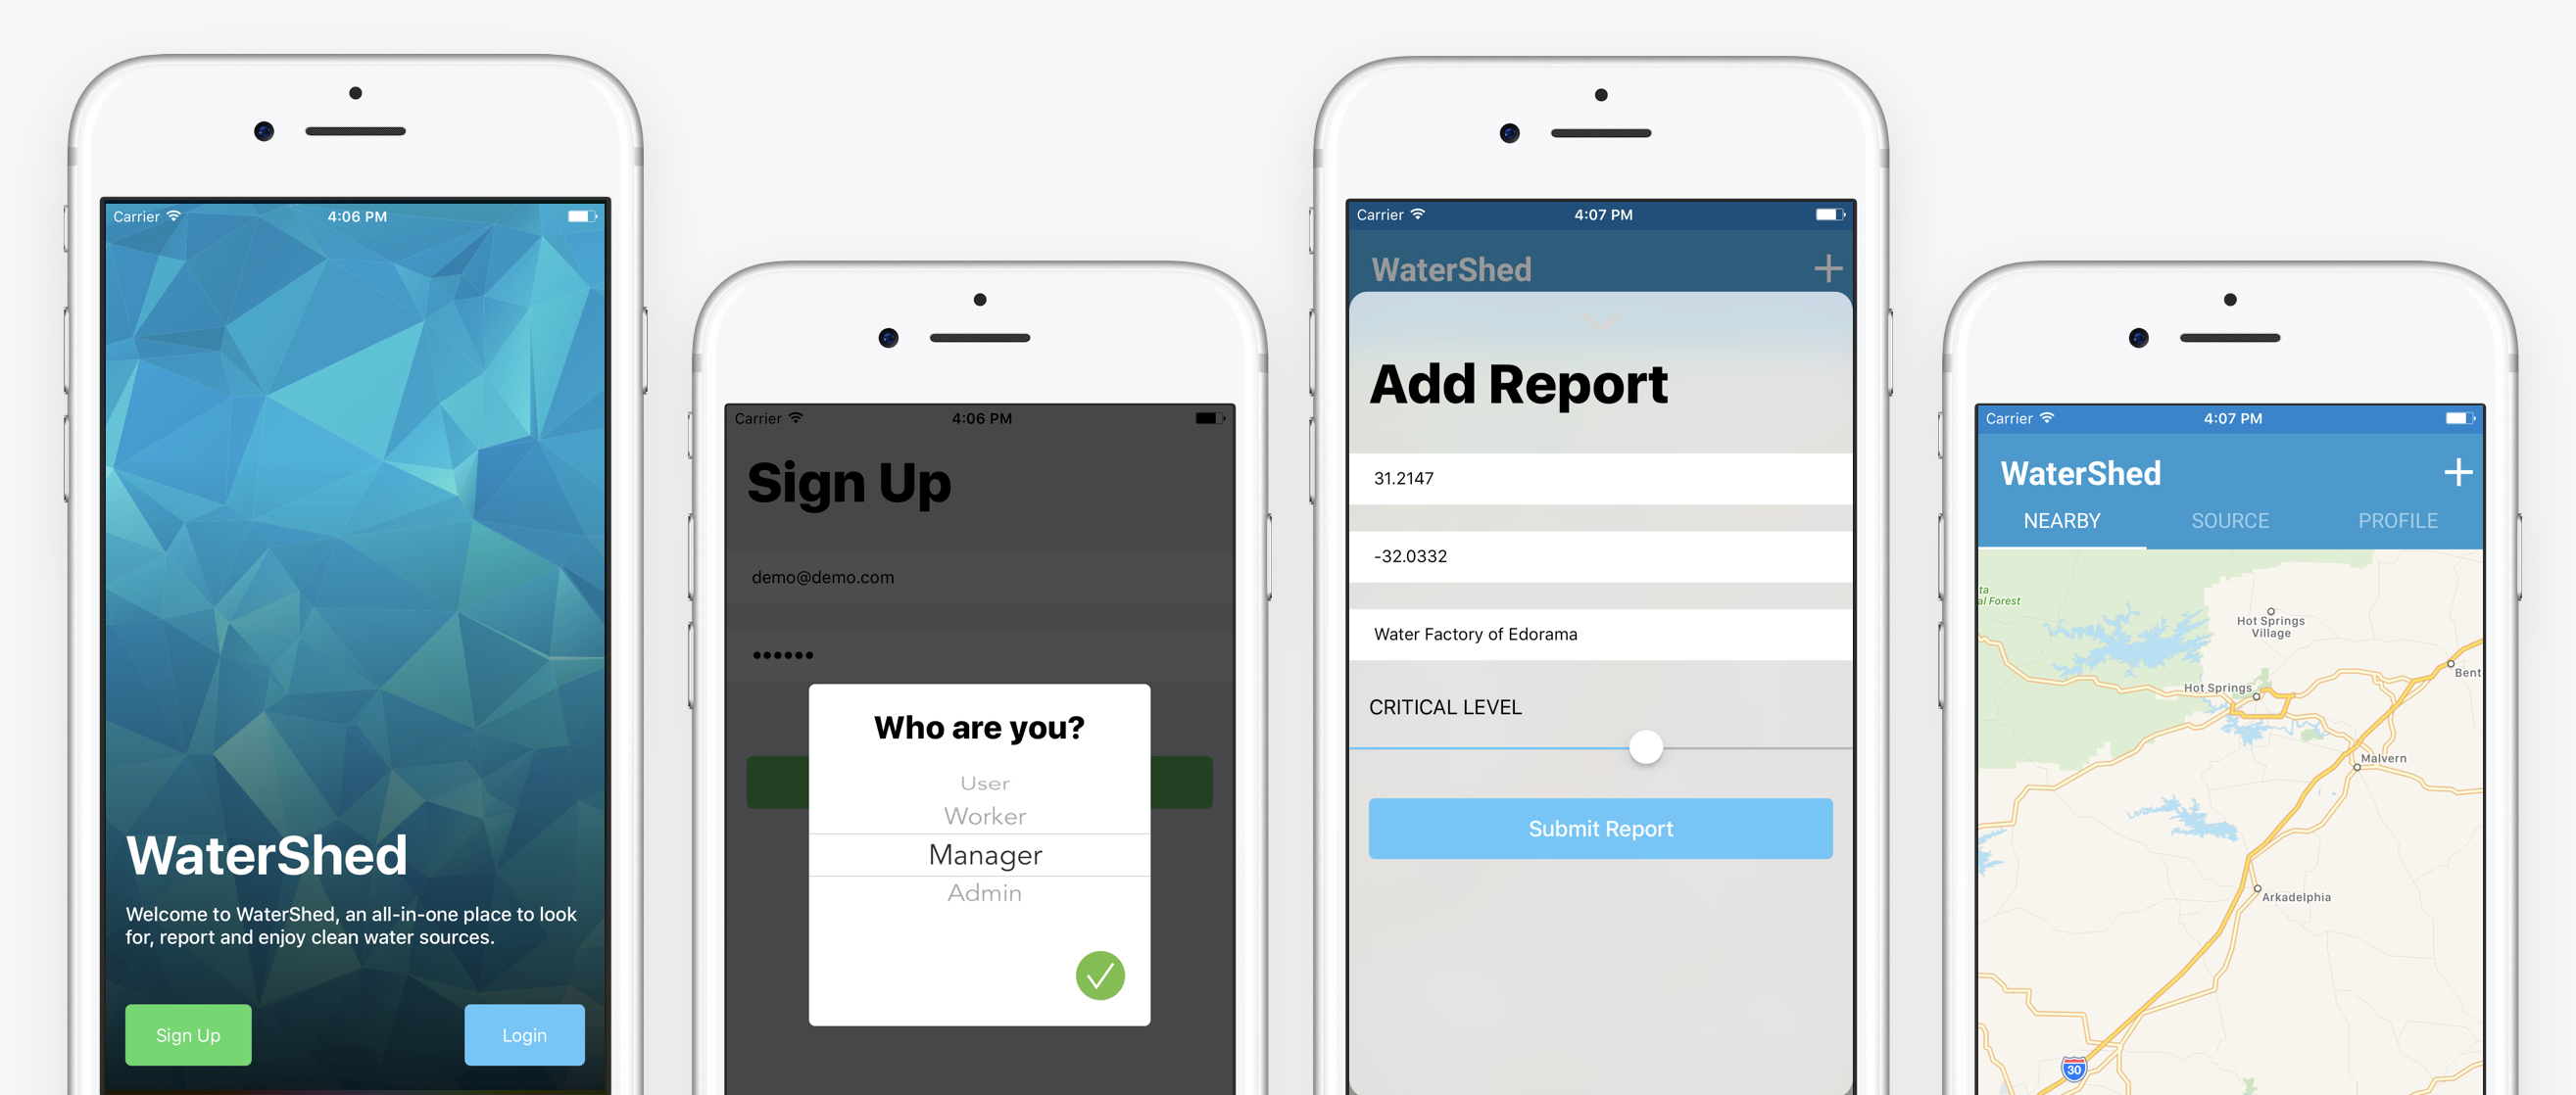 Carrier 4:06 PM
WaterShed
Welcome to WaterShed, an all-in-one place to look
for, report and enjoy clean water sources.
Sign Up Login
Carrier 4:06 PM
Sign Up
demo@demo.com
••••••
Who are you?
User
Worker
Manager
Admin
Carrier 4:07 PM
WaterShed +
Add Report
31.2147
-32.0332
Water Factory of Edorama
CRITICAL LEVEL
Submit Report
Carrier 4:07 PM
WaterShed +
NEARBY SOURCE PROFILE
ta
al Forest
Hot Springs
Village
Bent
Hot Springs
Malvern
Arkadelphia
30